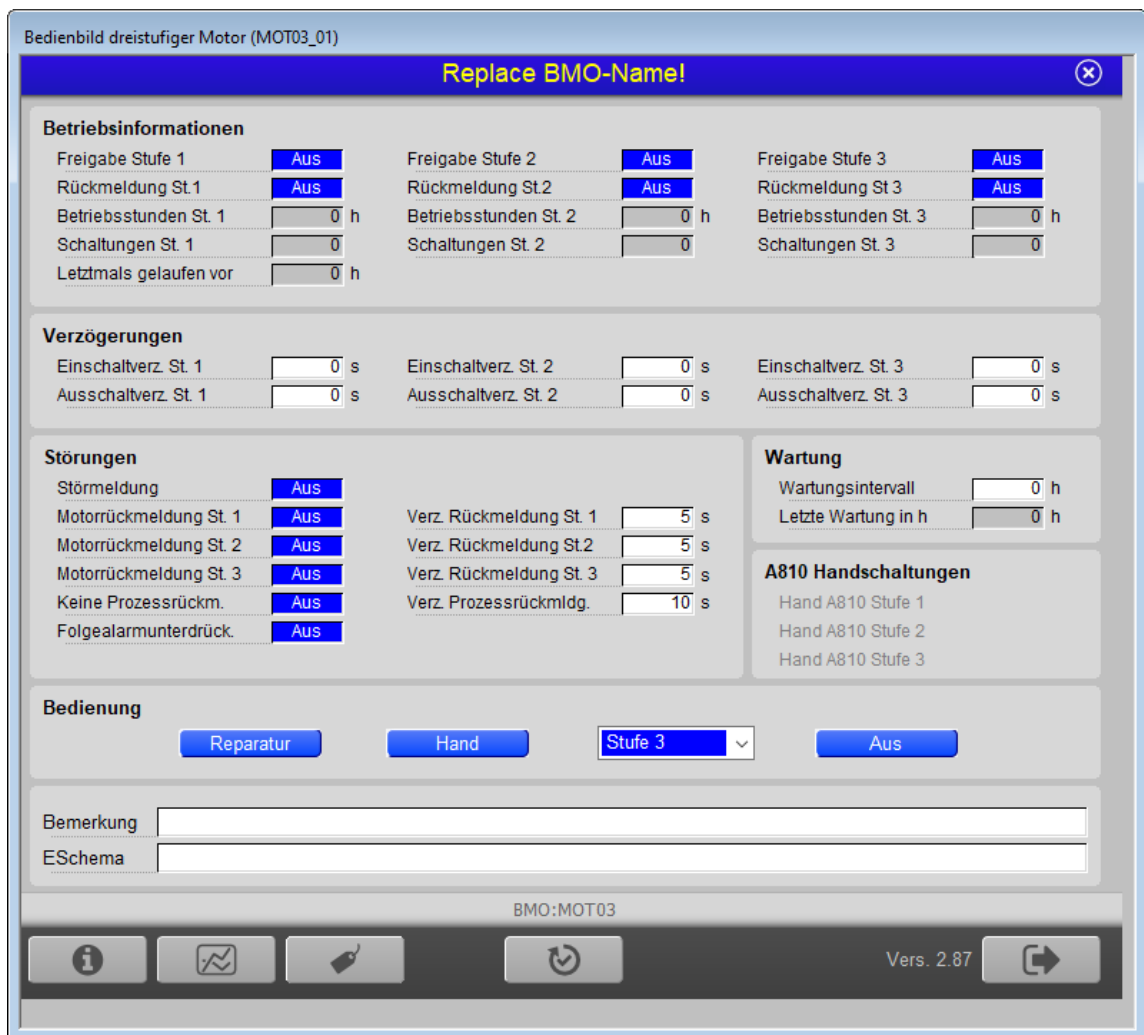 Bedienbild dreistufiger Motor (MOT03_01)
Replace BMO-Name!
Betriebsinformationen
Freigabe Stufe 1 Aus Freigabe Stufe 2 Aus Freigabe Stufe 3 Aus
Rückmeldung St.1 Aus Rückmeldung St.2 Aus Rückmeldung St 3 Aus
Betriebsstunden St. 1 0 h Betriebsstunden St. 2 0 h Betriebsstunden St. 3 0 h
Schaltungen St. 1 0 Schaltungen St. 2 0 Schaltungen St. 3 0
Letztmals gelaufen vor 0 h
Verzögerungen
Einschaltverz. St. 1 0 s Einschaltverz. St. 2 0 s Einschaltverz. St. 3 0 s
Ausschaltverz. St. 1 0 s Ausschaltverz. St. 2 0 s Ausschaltverz. St. 3 0 s
Störungen
Störmeldung Aus
Motorrückmeldung St. 1 Aus Verz. Rückmeldung St. 1 5 s
Motorrückmeldung St. 2 Aus Verz. Rückmeldung St.2 5 s
Motorrückmeldung St. 3 Aus Verz. Rückmeldung St. 3 5 s
Keine Prozessrückm. Aus Verz. Prozessrückmldg. 10 s
Folgealarmunterdrück. Aus
Wartung
Wartungsintervall 0 h
Letzte Wartung in h 0 h
A810 Handschaltungen
Hand A810 Stufe 1
Hand A810 Stufe 2
Hand A810 Stufe 3
Bedienung
Reparatur Hand Stufe 3 Aus
Bemerkung
ESchema
BMO:MOT03
Vers. 2.87